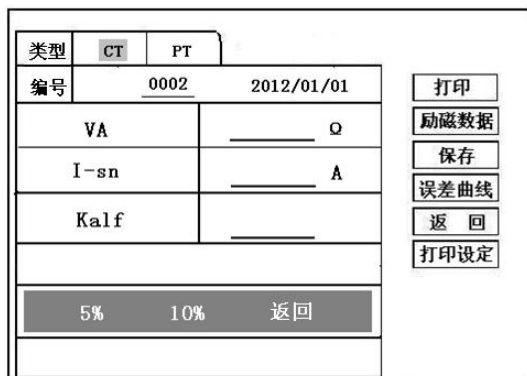 类型 CT PT
编号 0002 2012/01/01
VA Ω
I-sn A
Kalf
5% 10% 返回
打印
励磁数据
保存
误差曲线
返 回
打印设定